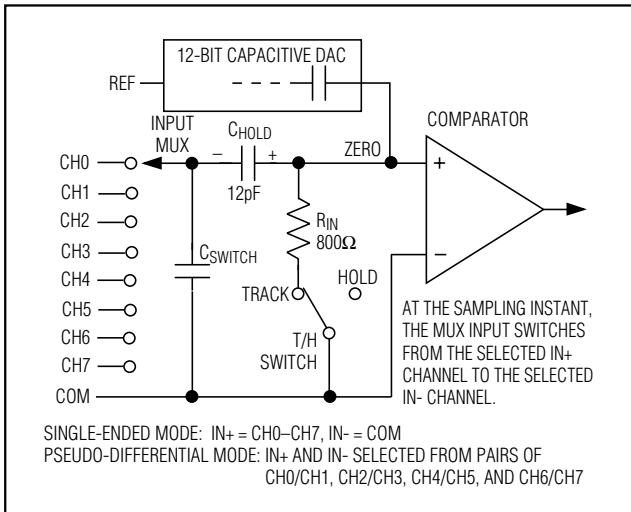 12-BIT CAPACITIVE DAC
REF
INPUT
MUX
CHOLD
COMPARATOR
ZERO
−
+
12pF
+
−
CH0
CH1
CH2
CH3
CH4
CH5
CH6
CH7
COM
RIN
800Ω
CSWITCH
TRACK
HOLD
T/H
SWITCH
AT THE SAMPLING INSTANT,
THE MUX INPUT SWITCHES
FROM THE SELECTED IN+
CHANNEL TO THE SELECTED
IN- CHANNEL.
SINGLE-ENDED MODE: IN+ = CH0–CH7, IN- = COM
PSEUDO-DIFFERENTIAL MODE: IN+ AND IN- SELECTED FROM PAIRS OF
CH0/CH1, CH2/CH3, CH4/CH5, AND CH6/CH7